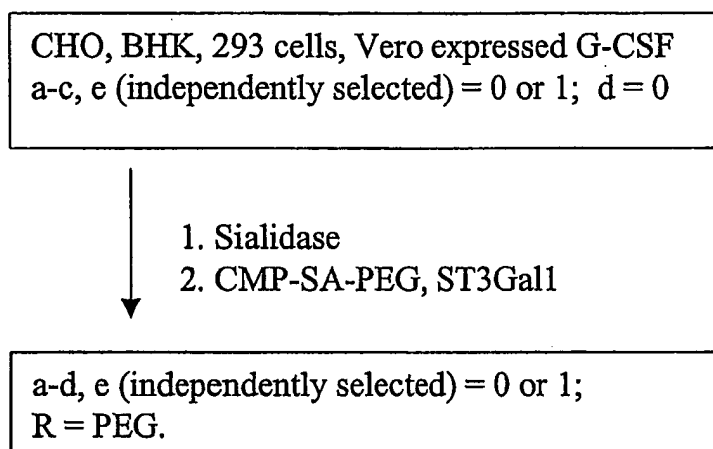 CHO, BHK, 293 cells, Vero expressed G-CSF
a-c, e (independently selected) = 0 or 1; d = 0
1. Sialidase
2. CMP-SA-PEG, ST3Gal1
a-d, e (independently selected) = 0 or 1;
R = PEG.